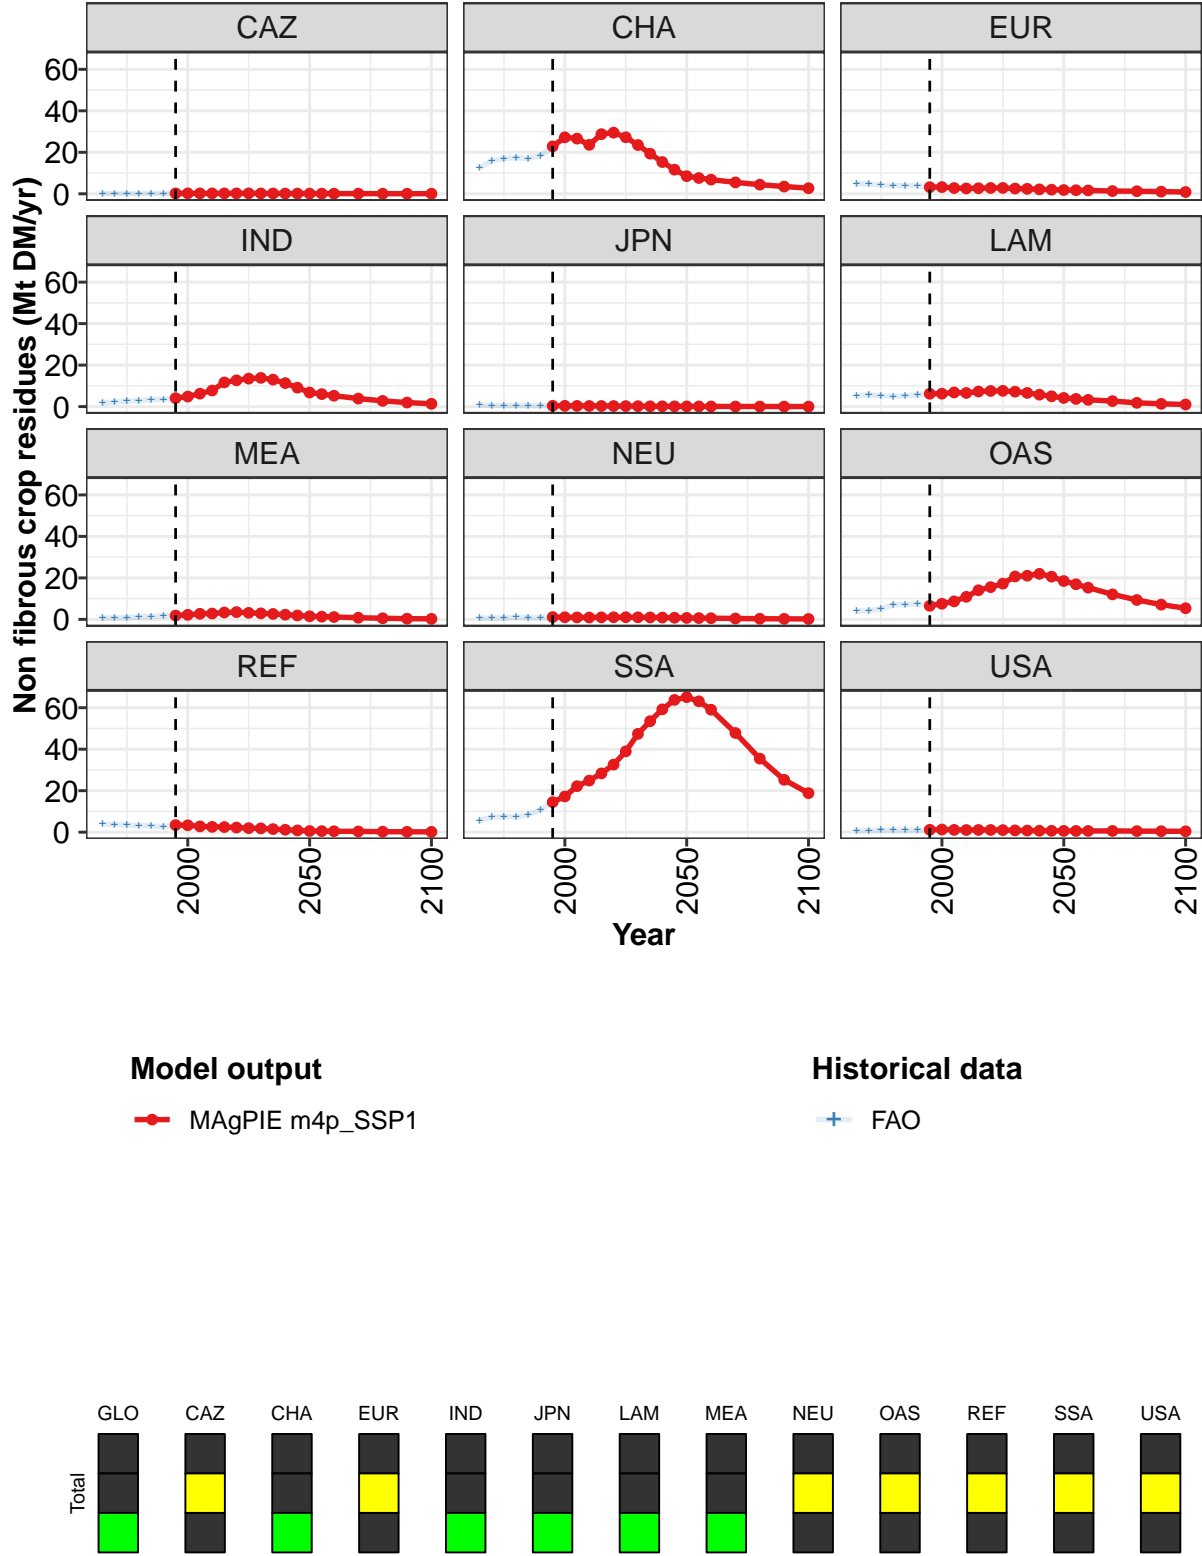 CAZ CHA EUR
60
40
20
0
IND JPN LAM
60
40
20
0
MEA NEU OAS
60
40
20
0
REF SSA USA
60
40
20
0
Non fibrous crop residues (Mt DM/yr)
2000 2050 2100 2000 2050 2100 2000 2050 2100
Year
Model output Historical data
MAgPIE m4p_SSP1 FAO
GLO CAZ CHA EUR IND JPN LAM MEA NEU OAS REF SSA USA
Total